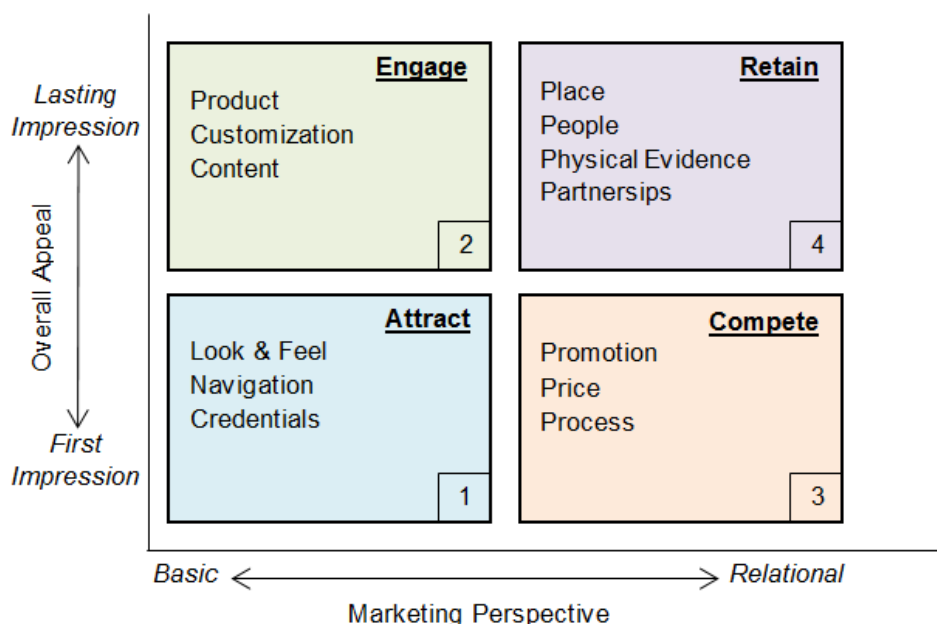 Engage
Product
Customization
Content
2
Retain
Place
People
Physical Evidence
Partnersips
4
Attract
Look & Feel
Navigation
Credentials
1
Compete
Promotion
Price
Process
3
Lasting
Impression
Overall Appeal
First
Impression
Basic
Relational
Marketing Perspective